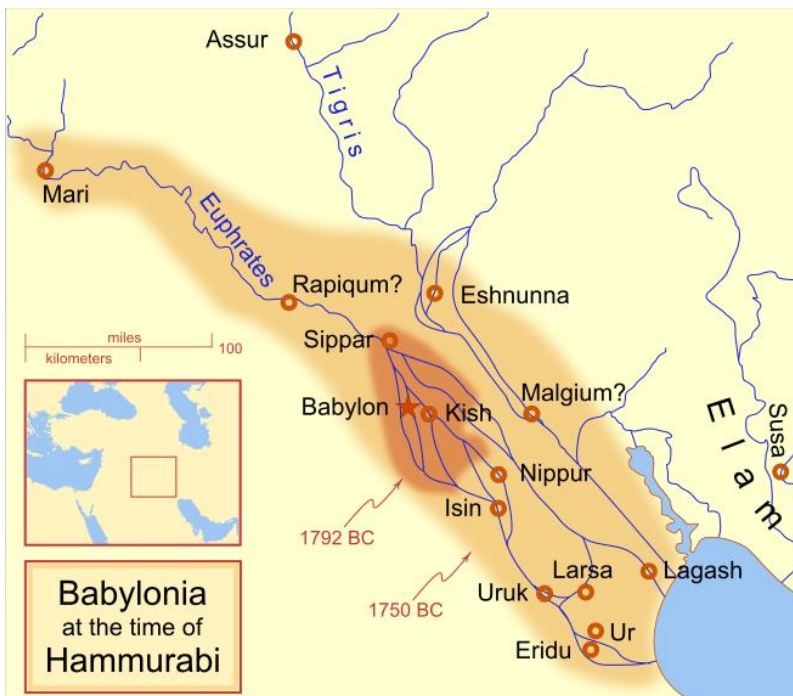 Assur
Tigris
Mari
Euphrates
Rapiqum?
Eshnunna
miles
kilometers
100
Sippar
Babylon
Kish
Malgium?
Elam
Susa
Nippur
Isin
1792 BC
1750 BC
Uruk
Larsa
Lagash
Ur
Eridu
Babylonia
at the time of
Hammurabi